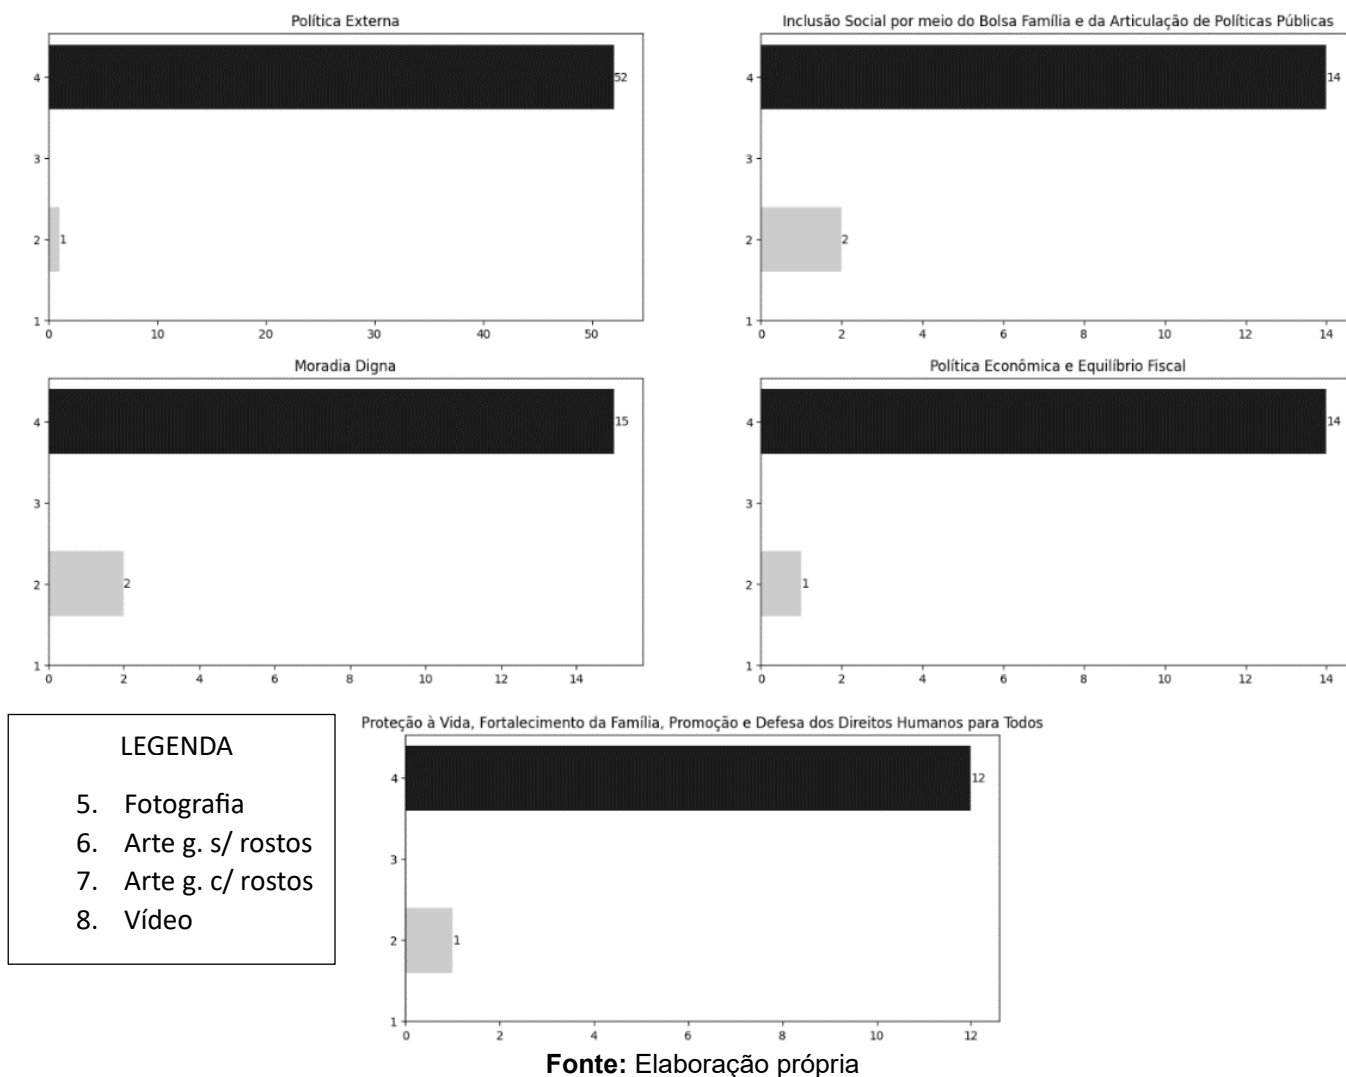 Política Externa
4
52
3
2
1
1
0 10 20 30 40 50
Inclusão Social por meio do Bolsa Família e da Articulação de Políticas Públicas
4
14
3
2
2
1
0 2 4 6 8 10 12 14
Moradia Digna
4
15
3
2
2
1
0 2 4 6 8 10 12 14
Política Econômica e Equilíbrio Fiscal
4
14
3
2
1
1
0 2 4 6 8 10 12 14
LEGENDA
5. Fotografia
6. Arte g. s/ rostos
7. Arte g. c/ rostos
8. Vídeo
Proteção à Vida, Fortalecimento da Família, Promoção e Defesa dos Direitos Humanos para Todos
4
12
3
2
1
1
0 2 4 6 8 10 12
Fonte: Elaboração própria